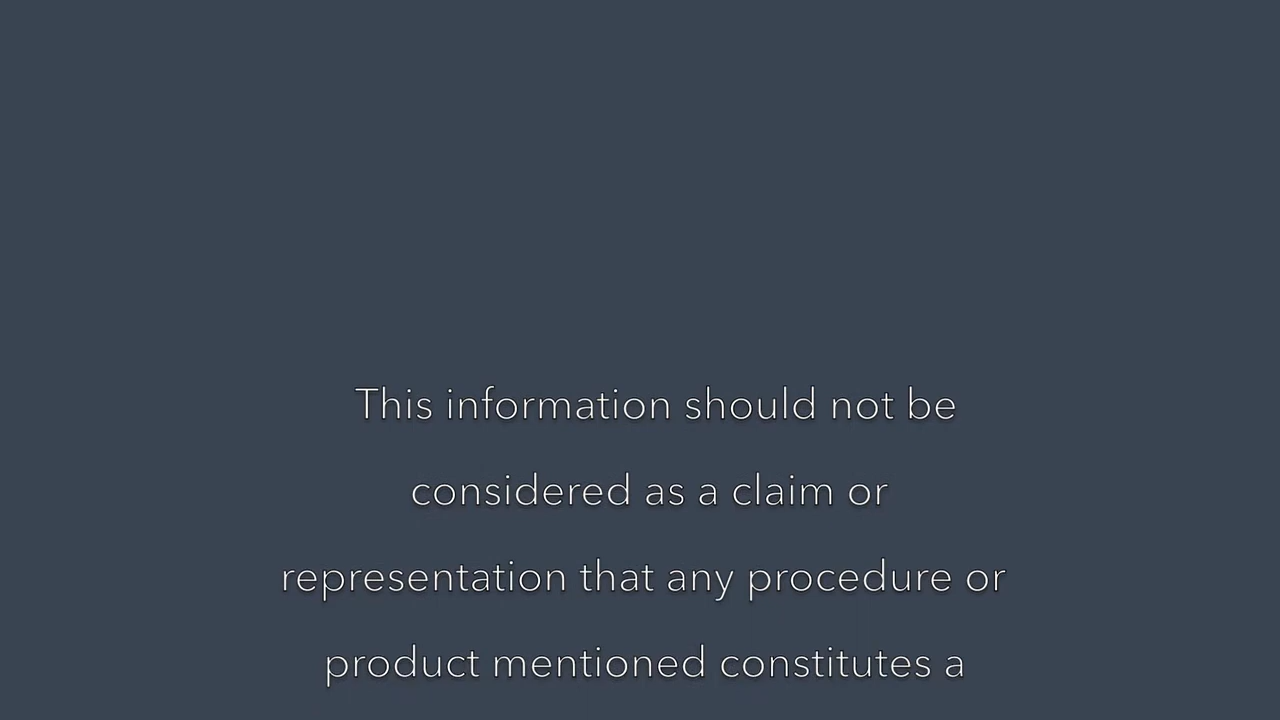 This information should not be
considered as a claim or
representation that any procedure or
product mentioned constitutes a